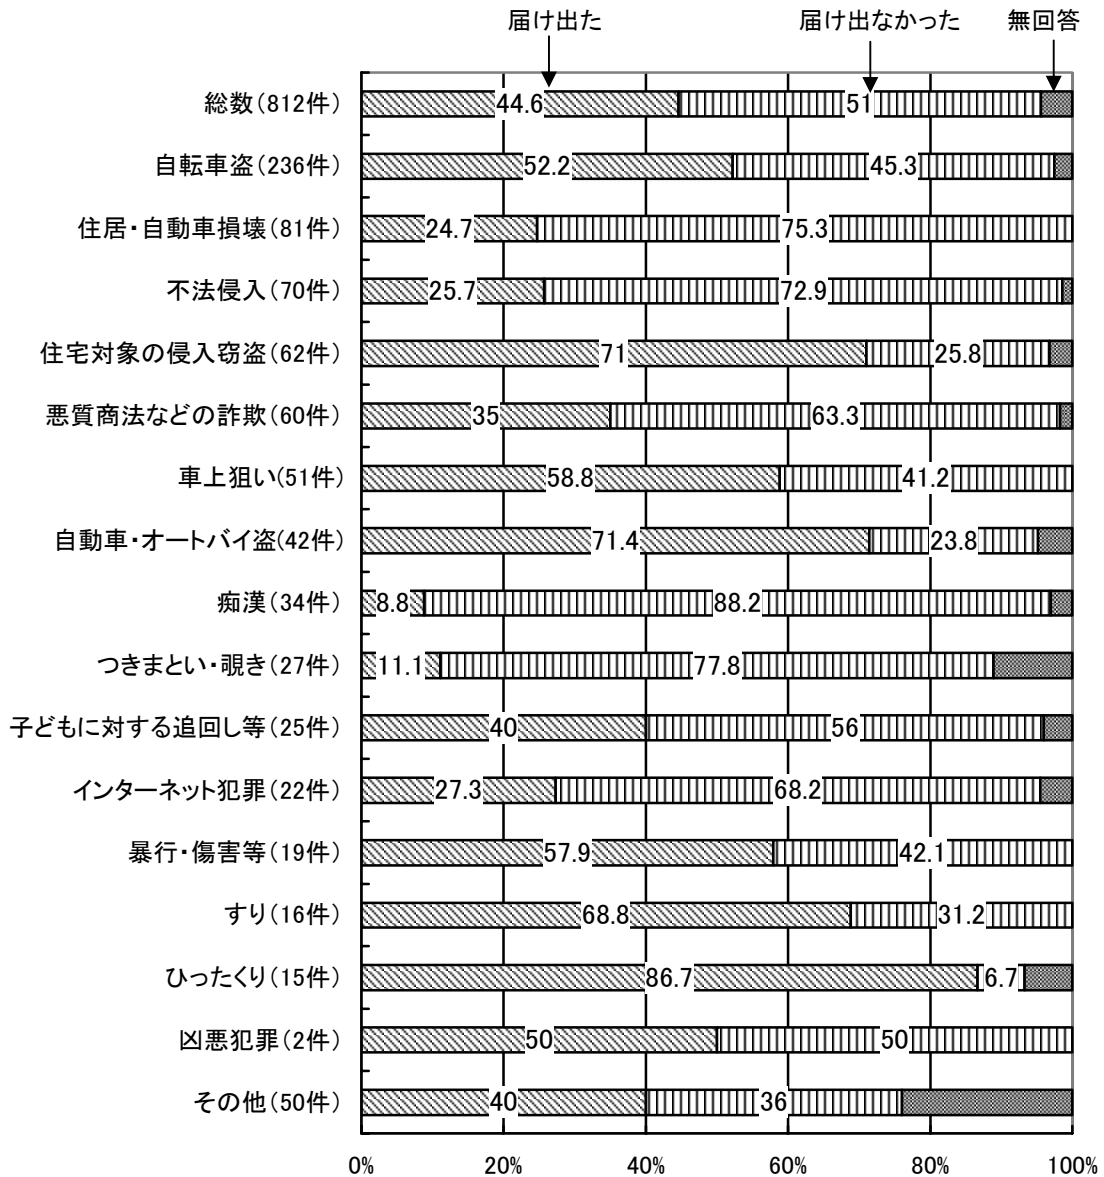 届け出た 届け出なかった 無回答
総数(812件) 44.6 51
自転車盗(236件) 52.2 45.3
住居・自動車損壊(81件) 24.7 75.3
不法侵入(70件) 25.7 72.9
住宅対象の侵入窃盗(62件) 71 25.8
悪質商法などの詐欺(60件) 35 63.3
車上狙い(51件) 58.8 41.2
自動車・オートバイ盗(42件) 71.4 23.8
痴漢(34件) 8.8 88.2
つきまとい・覗き(27件) 11.1 77.8
子どもに対する追回し等(25件) 40 56
インターネット犯罪(22件) 27.3 68.2
暴行・傷害等(19件) 57.9 42.1
すり(16件) 68.8 31.2
ひったくり(15件) 86.7 6.7
凶悪犯罪(2件) 50 50
その他(50件) 40 36
0% 20% 40% 60% 80% 100%